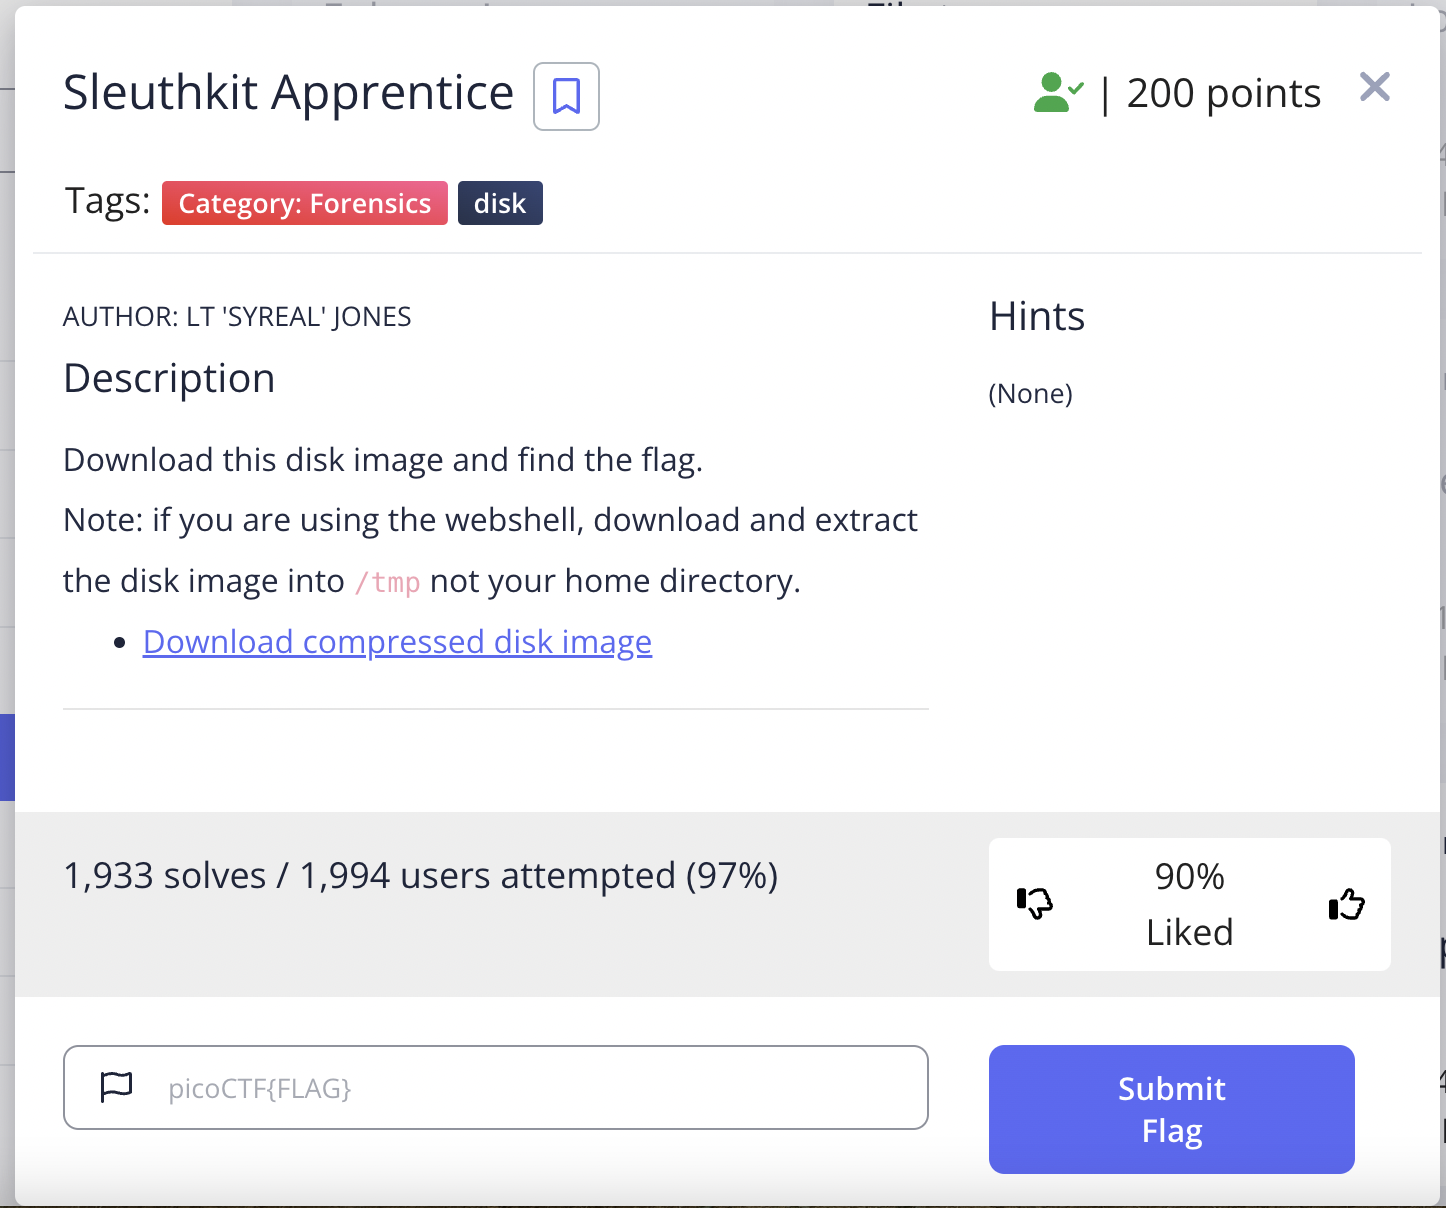 Sleuthkit Apprentice
| 200 points
Tags: Category: Forensics disk
AUTHOR: LT 'SYREAL' JONES
Description
Download this disk image and find the flag.
Note: if you are using the webshell, download and extract
the disk image into /tmp not your home directory.
• Download compressed disk image
Hints
(None)
1,933 solves / 1,994 users attempted (97%)
90%
Liked
picoCTF{FLAG}
Submit
Flag